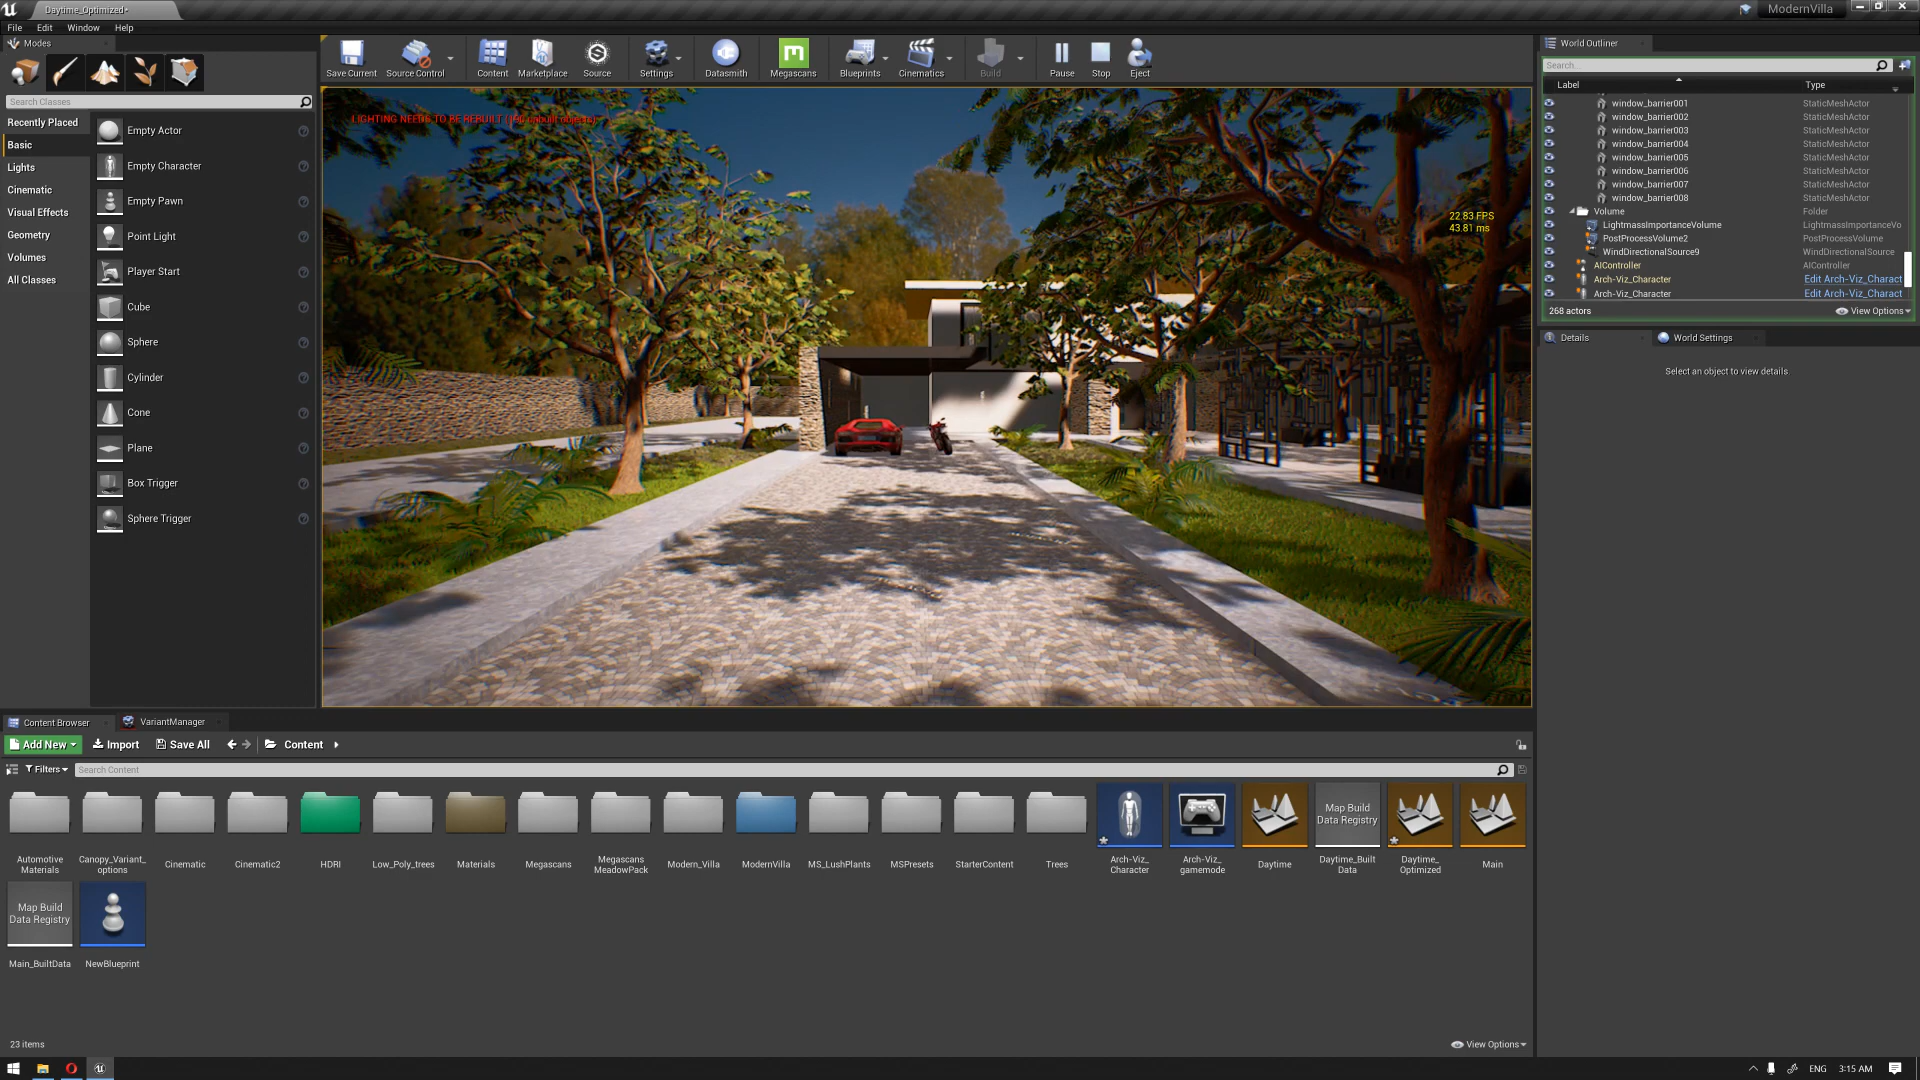 Daytime_Optimized•
ModernVilla
File Edit Window Help
Modes
Search Classes
Recently Placed
Basic
Lights
Cinematic
Visual Effects
Geometry
Volumes
All Classes
Empty Actor
Empty Character
Empty Pawn
Point Light
Player Start
Cube
Sphere
Cylinder
Cone
Plane
Box Trigger
Sphere Trigger
Save Current
Source Control
Content
Marketplace
Source
Settings
Datasmith
Megascans
Blueprints
Cinematics
Build
Pause
Stop
Eject
LIGHTING NEEDS TO BE REBUILT
22.83 FPS
43.81 ms
World Outliner
Search...
Label Type
window_barrier001 StaticMeshActor
window_barrier002 StaticMeshActor
window_barrier003 StaticMeshActor
window_barrier004 StaticMeshActor
window_barrier005 StaticMeshActor
window_barrier006 StaticMeshActor
window_barrier007 StaticMeshActor
window_barrier008 StaticMeshActor
Volume Folder
LightmassImportanceVolume LightmassImportanceVo
PostProcessVolume2 PostProcessVolume
WindDirectionalSource9 WindDirectionalSource
AIController AIController
Arch-Viz_Character Edit Arch-Viz_Charact
Arch-Viz_Character Edit Arch-Viz_Charact
268 actors View Options
Details World Settings
Select an object to view details
Content Browser VariantManager
Add New Import Save All Content
Filters Search Content
Automotive
Materials
Canopy_Variant_
options
Cinematic
Cinematic2
HDRI
Low_Poly_trees
Materials
Megascans
Megascans
MeadowPack
Modern_Villa
ModernVilla
MS_LushPlants
MSPresets
StarterContent
Trees
Arch-Viz_
Character
Arch-Viz_
gamemode
Daytime
Map Build
Data Registry
Daytime_Built
Data
Daytime_
Optimized
Main
Map Build
Data Registry
Main_BuiltData
NewBlueprint
23 items View Options
ENG 3:15 AM